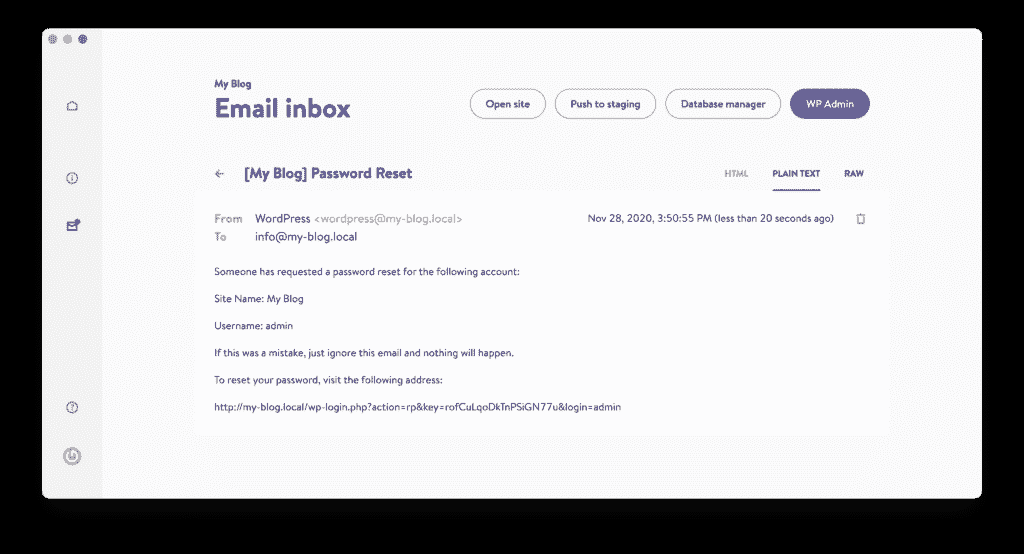 My Blog
Email inbox
Open site
Push to staging
Database manager
WP Admin
[My Blog] Password Reset
HTML
PLAIN TEXT
RAW
From WordPress <wordpress@my-blog.local>
Nov 28, 2020, 3:50:55 PM (less than 20 seconds ago)
To info@my-blog.local
Someone has requested a password reset for the following account:
Site Name: My Blog
Username: admin
If this was a mistake, just ignore this email and nothing will happen.
To reset your password, visit the following address:
http://my-blog.local/wp-login.php?action=rp&key=rofCuLqoDkTnPSiGN77u&login=admin